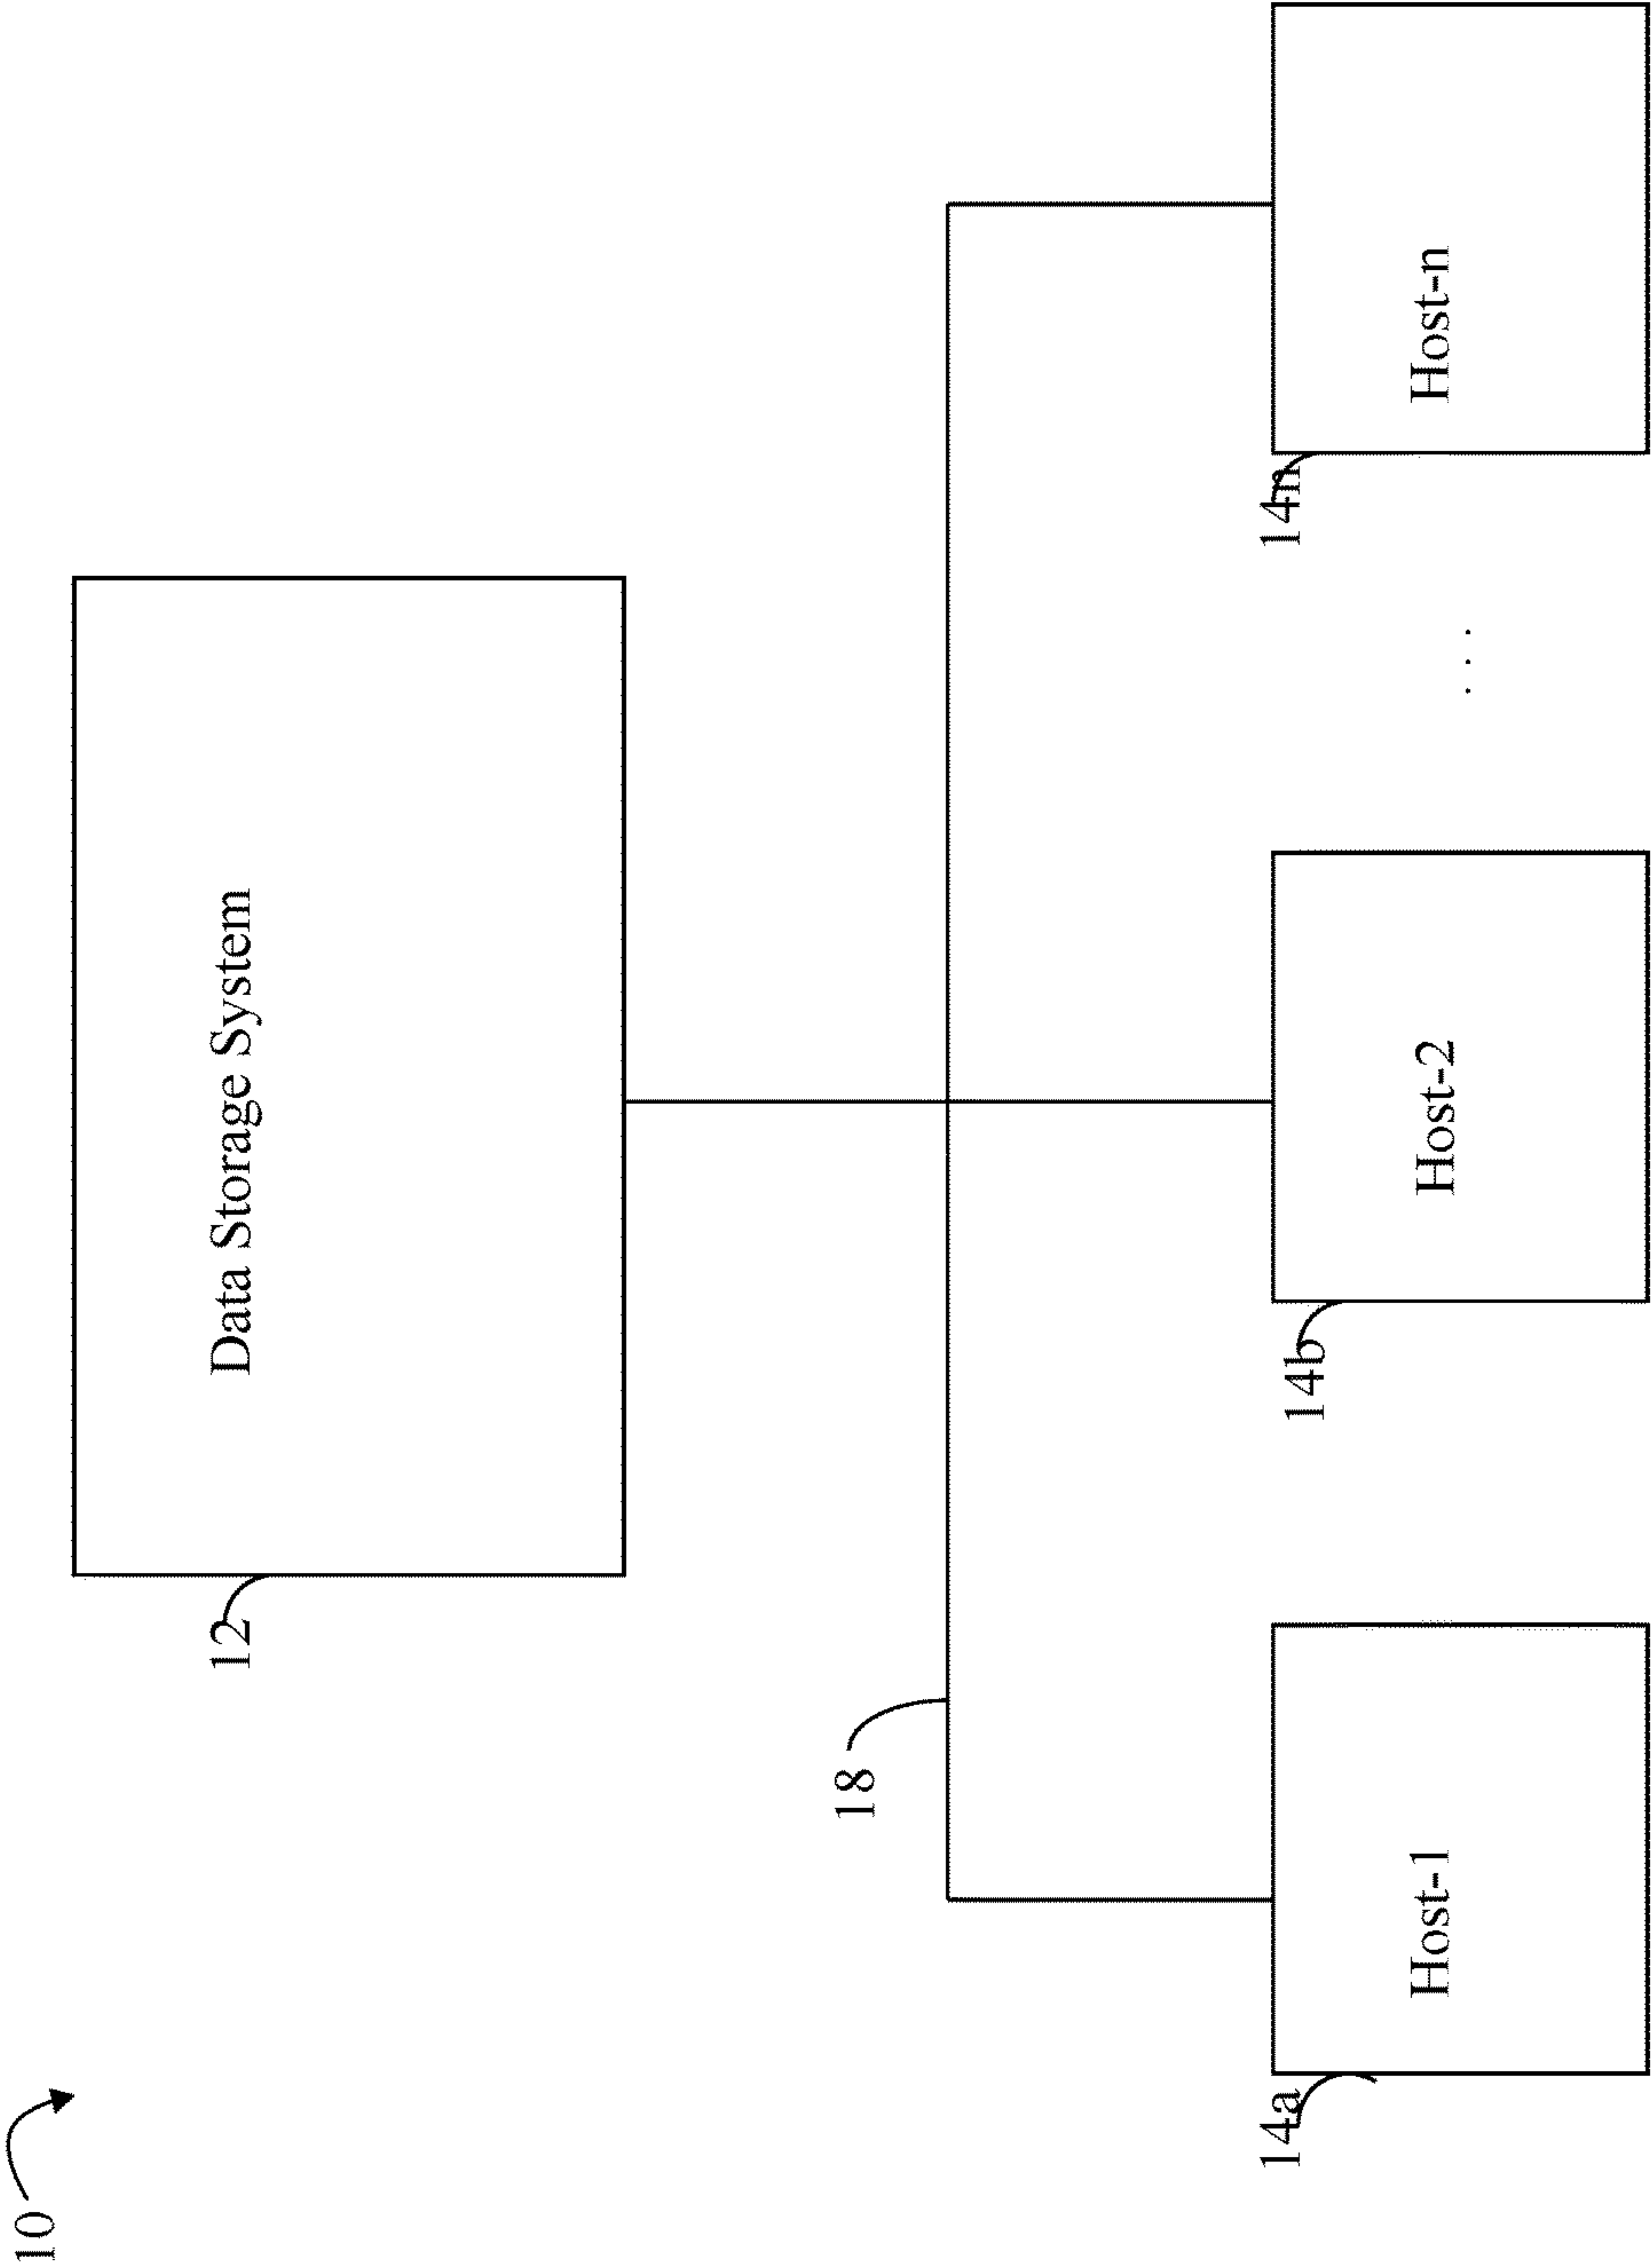 10
12
Data Storage System
18
14a
Host-1
14b
Host-2
. . .
14n
Host-n